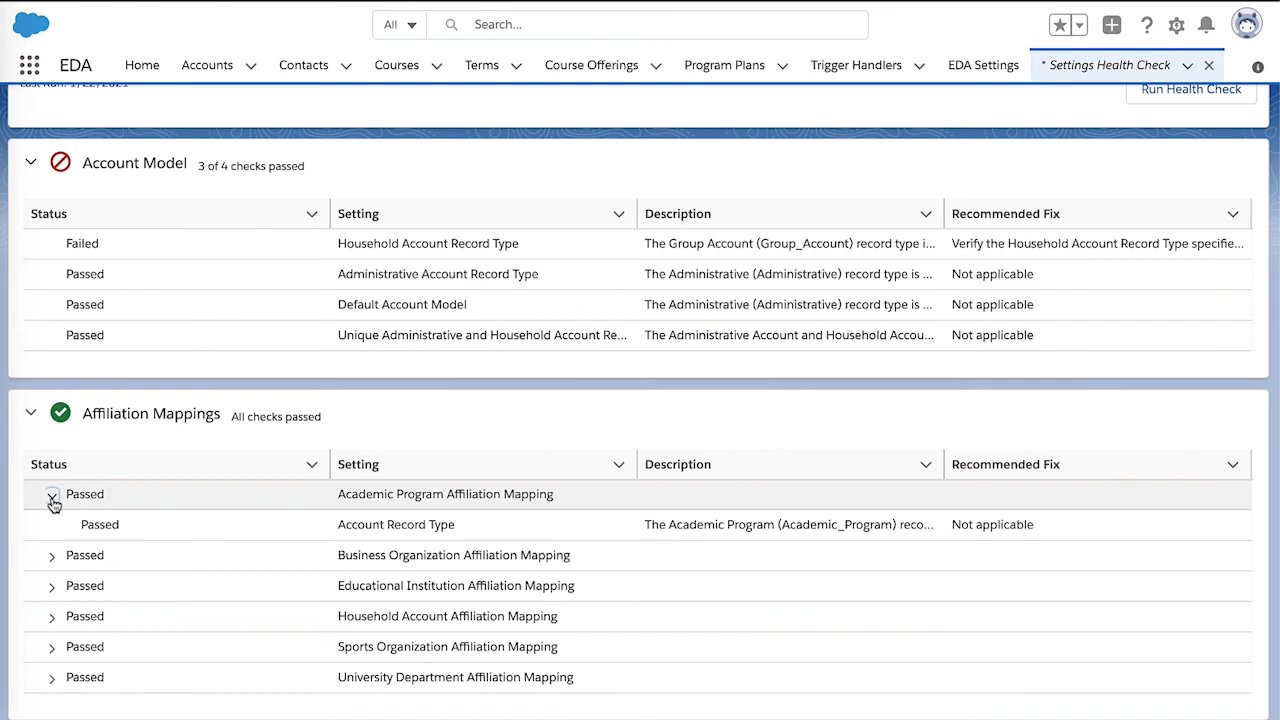 All
Search...
EDA Home Accounts Contacts Courses Terms Course Offerings Program Plans Trigger Handlers EDA Settings * Settings Health Check
Last Run: 1/22/2021
Run Health Check
Account Model 3 of 4 checks passed
Status Setting Description Recommended Fix
Failed Household Account Record Type The Group Account (Group_Account) record type i... Verify the Household Account Record Type specifie...
Passed Administrative Account Record Type The Administrative (Administrative) record type is ... Not applicable
Passed Default Account Model The Administrative (Administrative) record type is ... Not applicable
Passed Unique Administrative and Household Account Re... The Administrative Account and Household Accou... Not applicable
Affiliation Mappings All checks passed
Status Setting Description Recommended Fix
Passed Academic Program Affiliation Mapping
Passed Account Record Type The Academic Program (Academic_Program) reco... Not applicable
Passed Business Organization Affiliation Mapping
Passed Educational Institution Affiliation Mapping
Passed Household Account Affiliation Mapping
Passed Sports Organization Affiliation Mapping
Passed University Department Affiliation Mapping